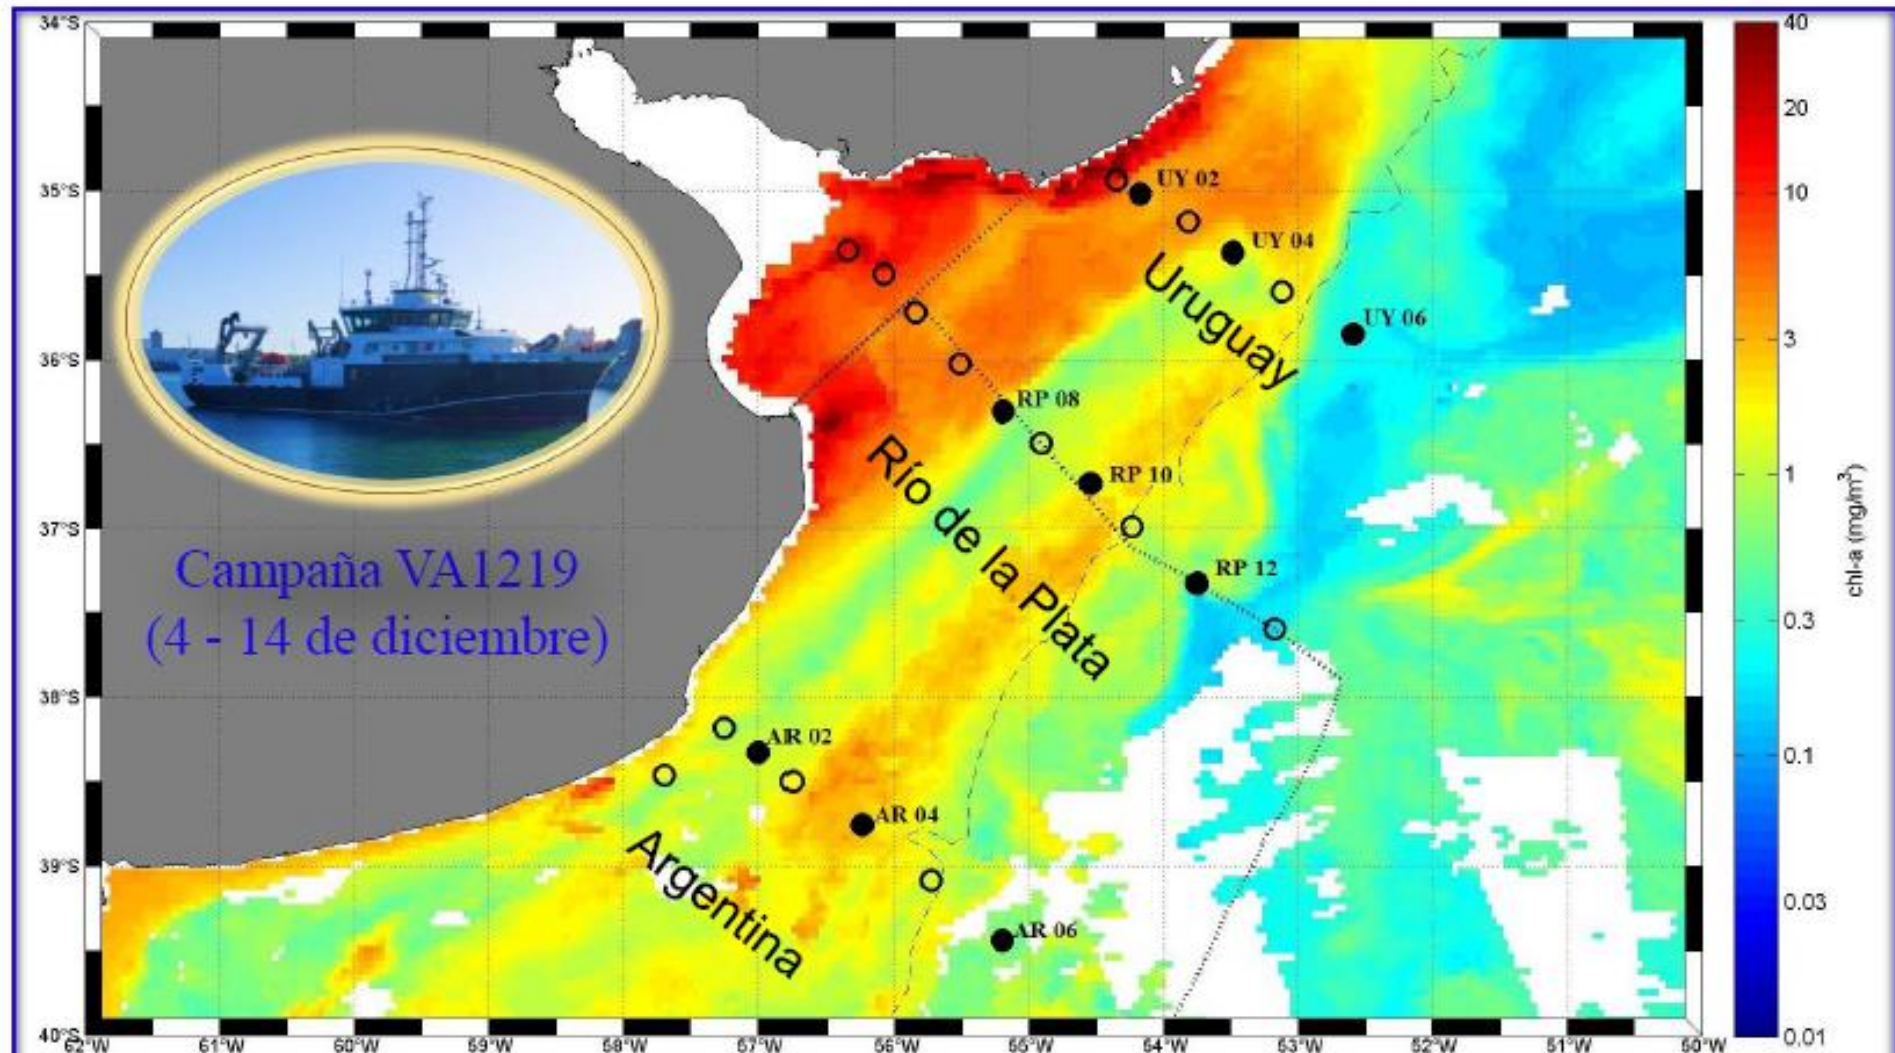 34°S
35°S
36°S
37°S
38°S
39°S
40°S
62°W
61°W
60°W
59°W
58°W
57°W
56°W
55°W
54°W
53°W
52°W
51°W
50°W
Campaña VA1219
(4 - 14 de diciembre)
UY 02
UY 04
UY 06
Uruguay
RP 08
RP 10
RP 12
Río de la Plata
AR 02
AR 04
AR 06
Argentina
40
20
10
3
1
0.3
0.1
0.03
0.01
chl-a (mg/m³)